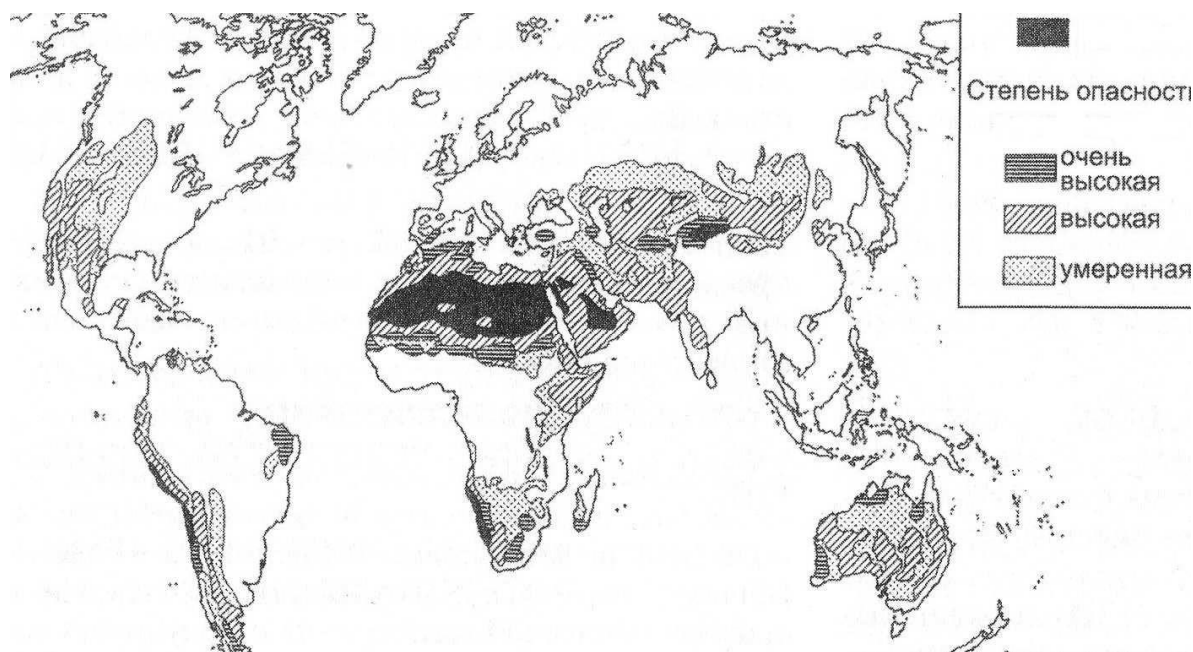 Степень опасност
очень
высокая
высокая
умеренная